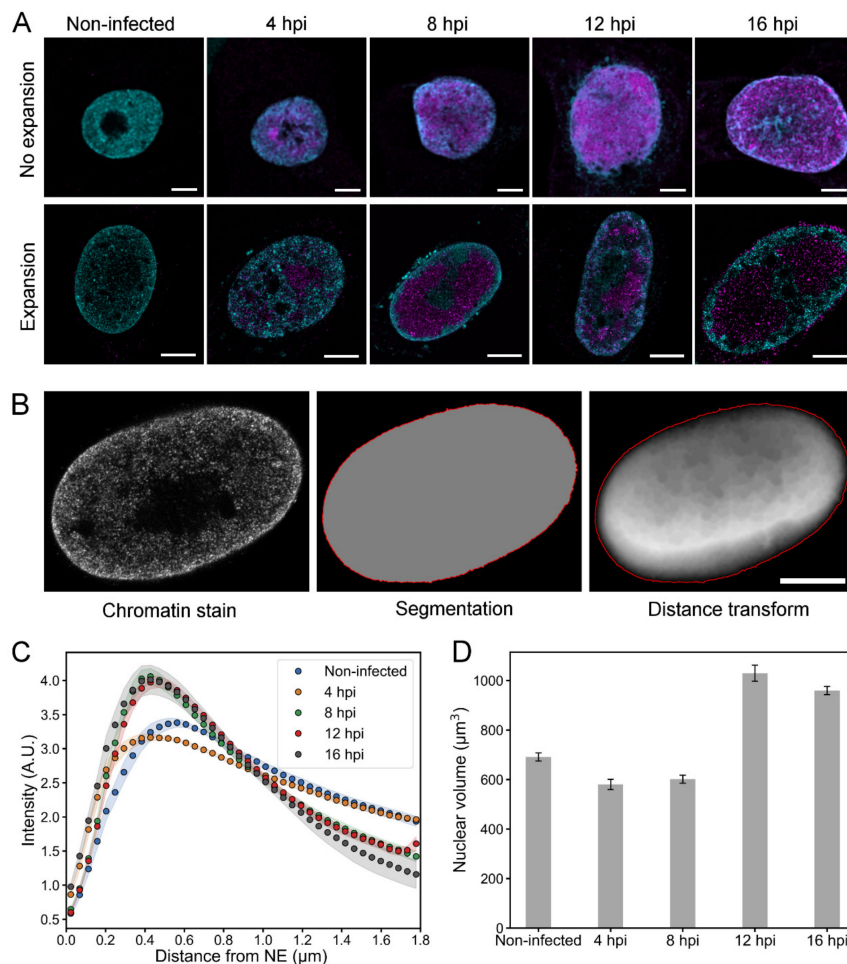 A
Non-infected 4 hpi 8 hpi 12 hpi 16 hpi
No expansion
Expansion
B
Chromatin stain Segmentation Distance transform
C
Intensity (A.U.)
4.0
3.5
3.0
2.5
2.0
1.5
1.0
0.5
Non-infected
4 hpi
8 hpi
12 hpi
16 hpi
0.0 0.2 0.4 0.6 0.8 1.0 1.2 1.4 1.6 1.8
Distance from NE (μm)
D
Nuclear volume (μm³)
1000
800
600
400
200
0
Non-infected 4 hpi 8 hpi 12 hpi 16 hpi